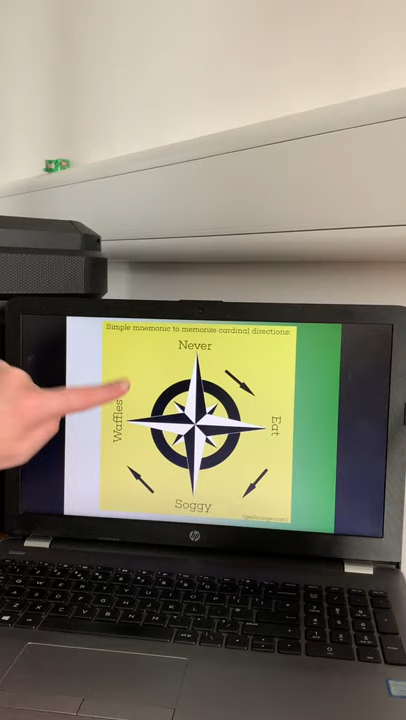 Simple mnemonic to memorize cardinal directions:
Never
Waffles
Eat
Soggy
hp